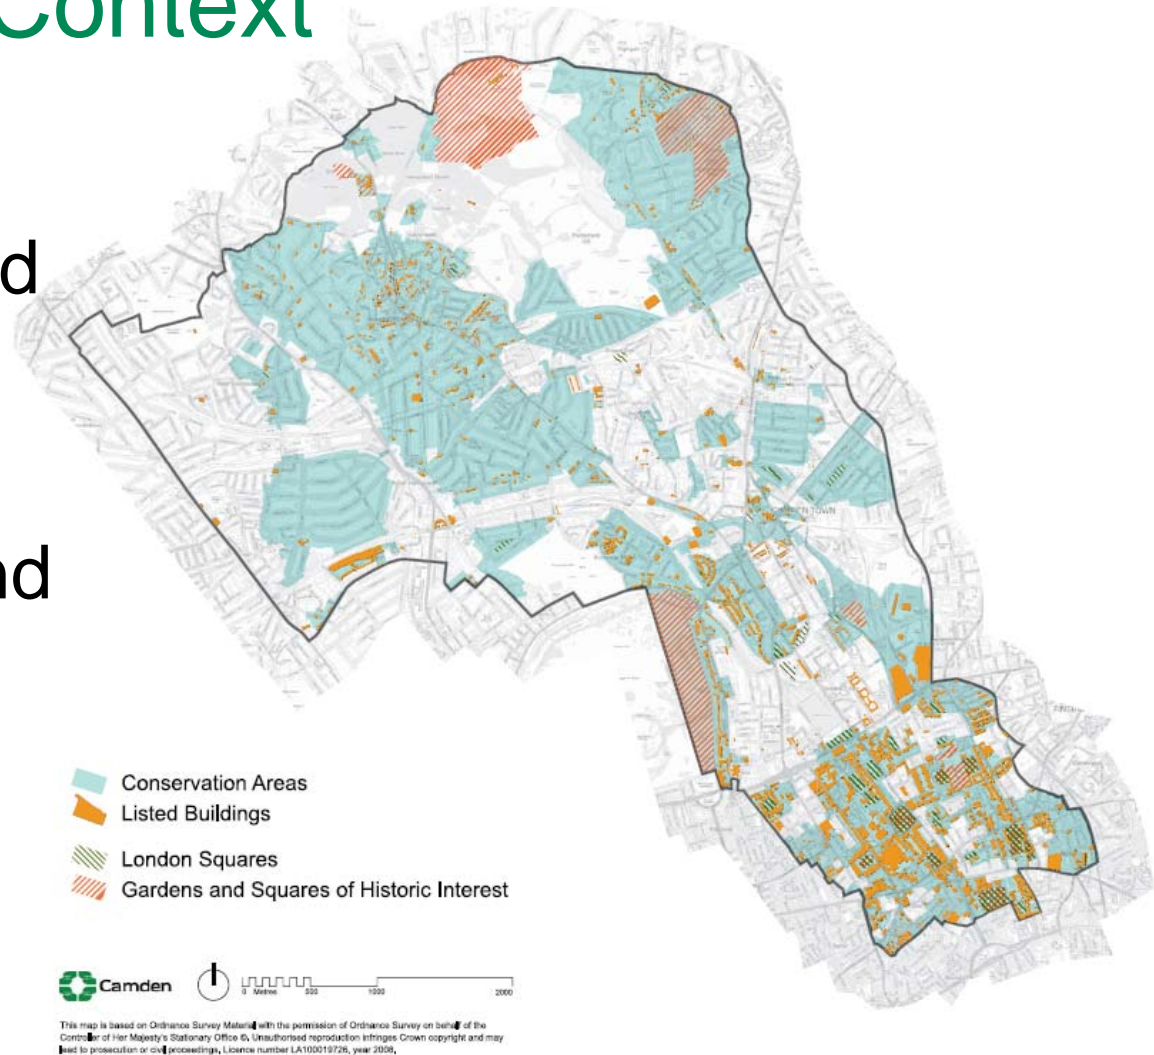 Context
d
nd
CAMDEN TOWN
Conservation Areas
Listed Buildings
London Squares
Gardens and Squares of Historic Interest
Camden
0 Metres 500 1000 2000
This map is based on Ordnance Survey Material with the permission of Ordnance Survey on behalf of the
Controller of Her Majesty's Stationary Office ©, Unauthorised reproduction infringes Crown copyright and may
lead to prosecution or civil proceedings, Licence number LA100019726, year 2008,